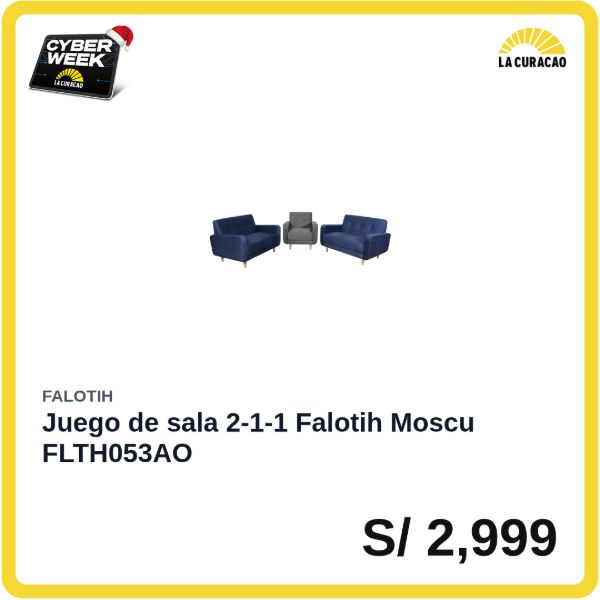 CYBER
WEEK
LA CURACAO
LA CURACAO
FALOTIH
Juego de sala 2-1-1 Falotih Moscu
FLTH053AO
S/ 2,999